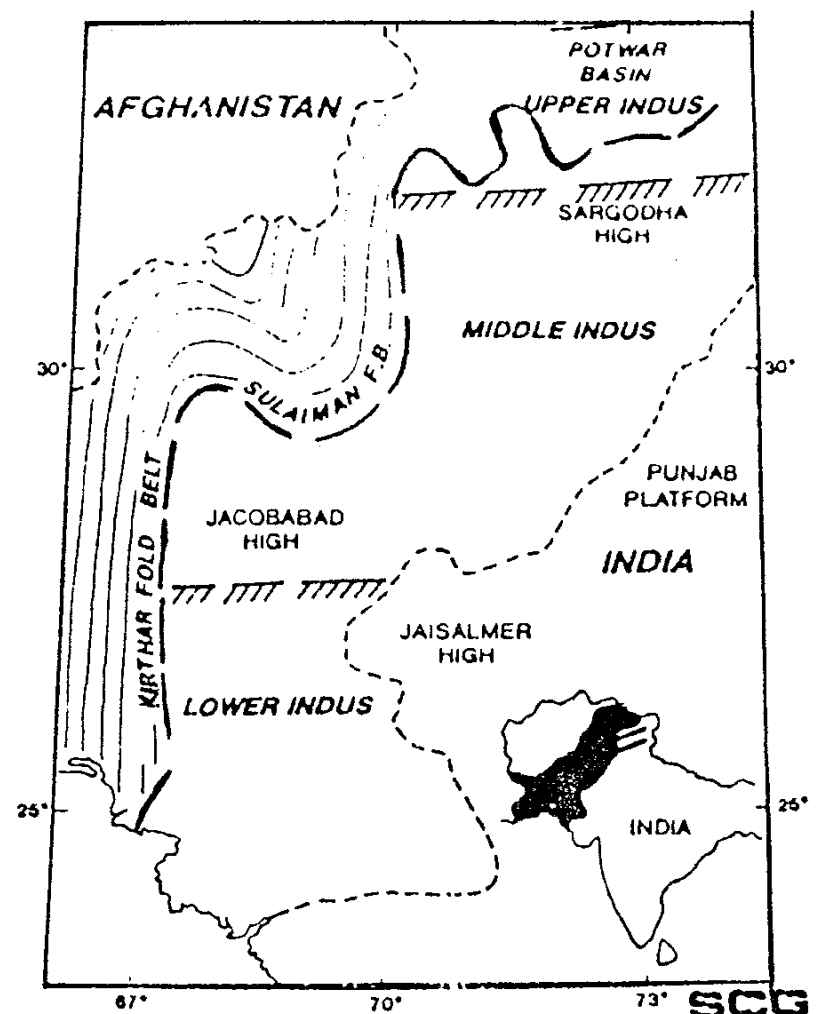 POTWAR
BASIN
AFGHANISTAN
UPPER INDUS
SARGODHA
HIGH
MIDDLE INDUS
30°
30°
SULAIMAN F.B.
PUNJAB
PLATFORM
KIRTHAR FOLD BELT
JACOBABAD
HIGH
INDIA
JAISALMER
HIGH
LOWER INDUS
25°
25°
INDIA
67°
70°
73°
SCG